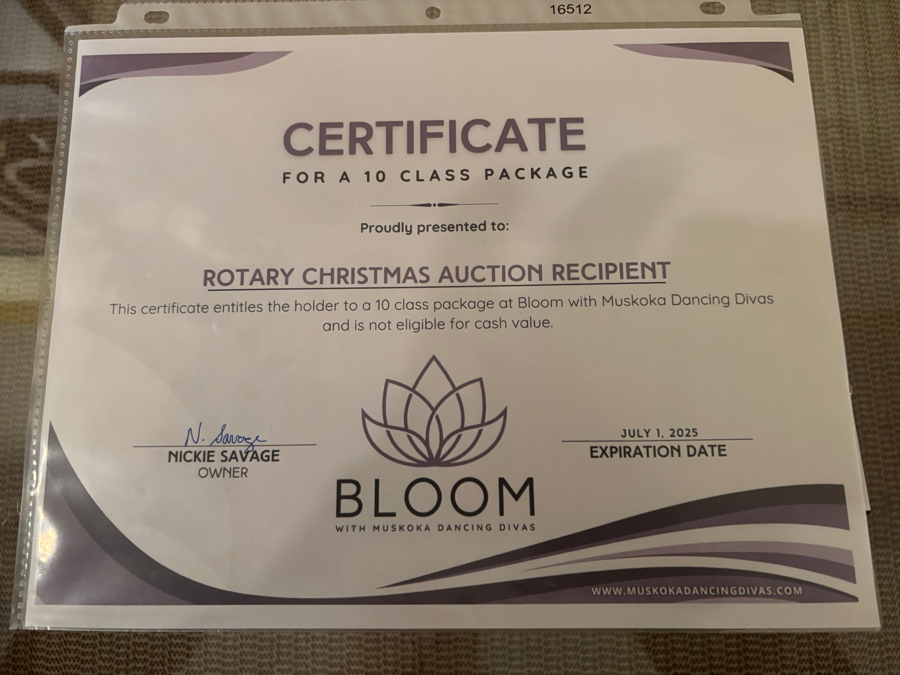 16512
CERTIFICATE
FOR A 10 CLASS PACKAGE
Proudly presented to:
ROTARY CHRISTMAS AUCTION RECIPIENT
This certificate entitles the holder to a 10 class package at Bloom with Muskoka Dancing Divas
and is not eligible for cash value.
N. Savage
NICKIE SAVAGE
OWNER
JULY 1, 2025
EXPIRATION DATE
BLOOM
WITH MUSKOKA DANCING DIVAS
WWW.MUSKOKADANCINGDIVAS.COM